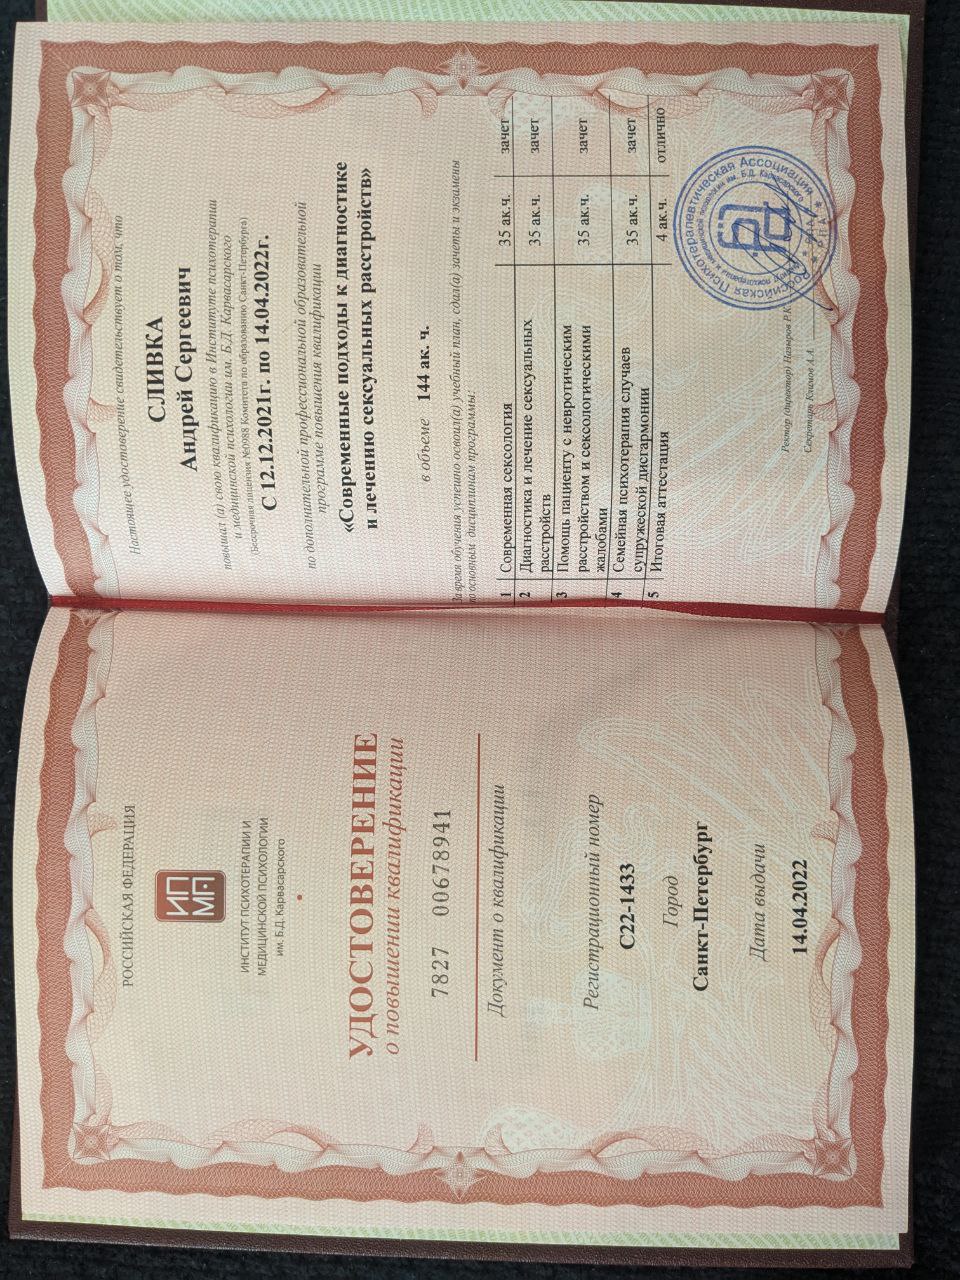 РОССИЙСКАЯ ФЕДЕРАЦИЯ
ИП
МП
ИНСТИТУТ ПСИХОТЕРАПИИ И
МЕДИЦИНСКОЙ ПСИХОЛОГИИ
им. Б.Д. Карвасарского
УДОСТОВЕРЕНИЕ
о повышении квалификации
7827 00678941
Документ о квалификации
Регистрационный номер
С22-1433
Город
Санкт-Петербург
Дата выдачи
14.04.2022
Настоящее удостоверение свидетельствует о том, что
СЛИВКА
Андрей Сергеевич
повышал (а) свою квалификацию в Институте психотерапии
и медицинской психологии им. Б.Д. Карвасарского
(Бессрочная лицензия №0988 Комитета по образованию Санкт-Петербурга)
С 12.12.2021г. по 14.04.2022г.
по дополнительной профессиональной образовательной
программе повышения квалификации
«Современные подходы к диагностике
и лечению сексуальных расстройств»
в объеме 144 ак. ч.
За время обучения успешно освоил(а) учебный план, сдал(а) зачеты и экзамены
по основным дисциплинам программы:
1 Современная сексология 35 ак.ч. зачет
2 Диагностика и лечение сексуальных
расстройств 35 ак.ч. зачет
3 Помощь пациенту с невротическим
расстройством и сексологическими
жалобами 35 ак.ч. зачет
4 Семейная психотерапия случаев
супружеской дисгармонии 35 ак.ч. зачет
5 Итоговая аттестация 4 ак.ч. отлично
Ректор (директор) Назыров Р.К.
Секретарь Климов А.А.
Российская Психотерапевтическая Ассоциация
РПА